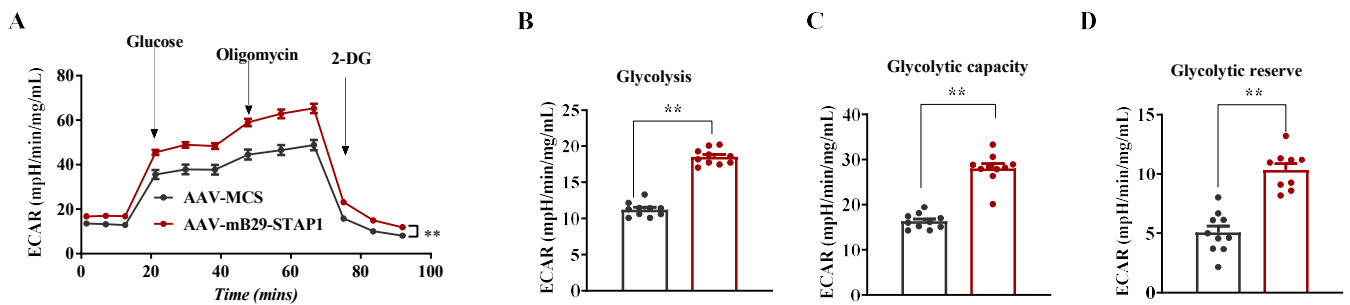 A
Glucose
Oligomycin
2-DG
ECAR (mpH/min/mg/mL)
80
60
40
20
0
0
20
40
60
80
100
Time (mins)
AAV-MCS
AAV-mB29-STAP1
**
B
Glycolysis
**
ECAR (mpH/min/mg/mL)
25
20
15
10
5
0
C
Glycolytic capacity
**
ECAR (mpH/min/mg/mL)
40
30
20
10
0
D
Glycolytic reserve
**
ECAR (mpH/min/mg/mL)
15
10
5
0